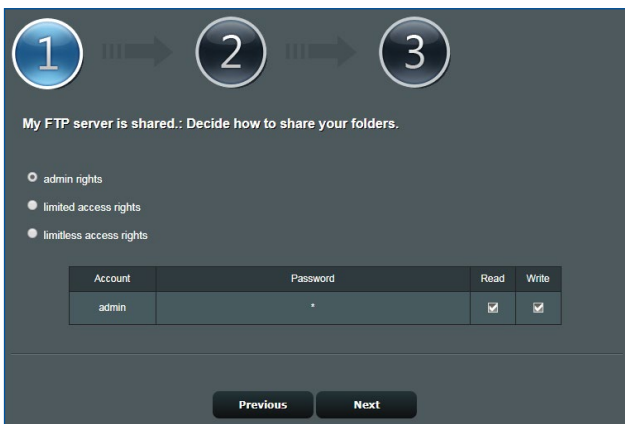 1 2 3
My FTP server is shared.: Decide how to share your folders.
admin rights
limited access rights
limitless access rights
Account Password Read Write
admin *
Previous Next